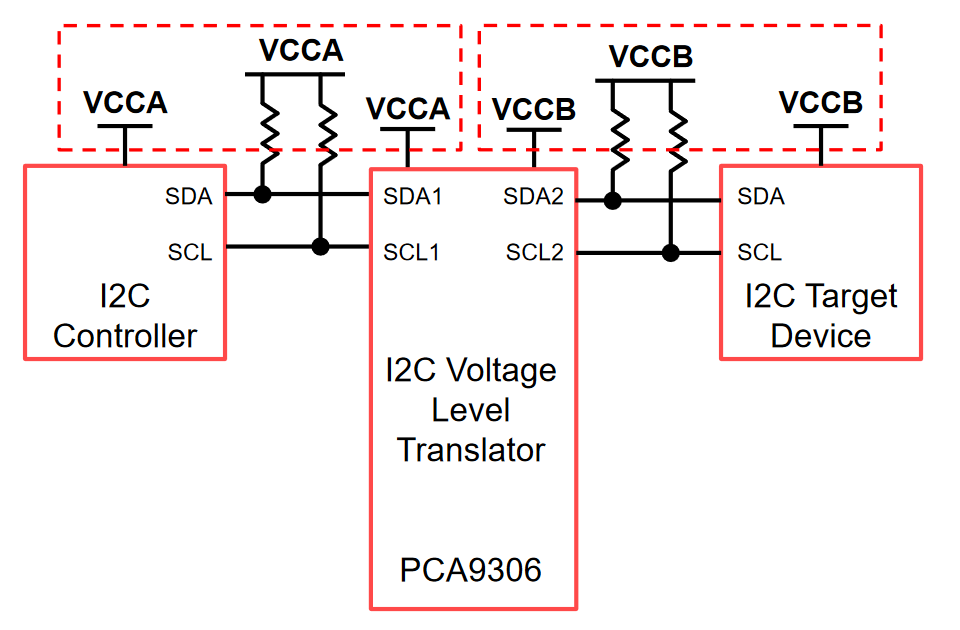 VCCA
VCCB
VCCA
VCCA
VCCB
VCCB
SDA
SDA1
SDA2
SDA
SCL
SCL1
SCL2
SCL
I2C
Controller
I2C Target
Device
I2C Voltage
Level
Translator
PCA9306